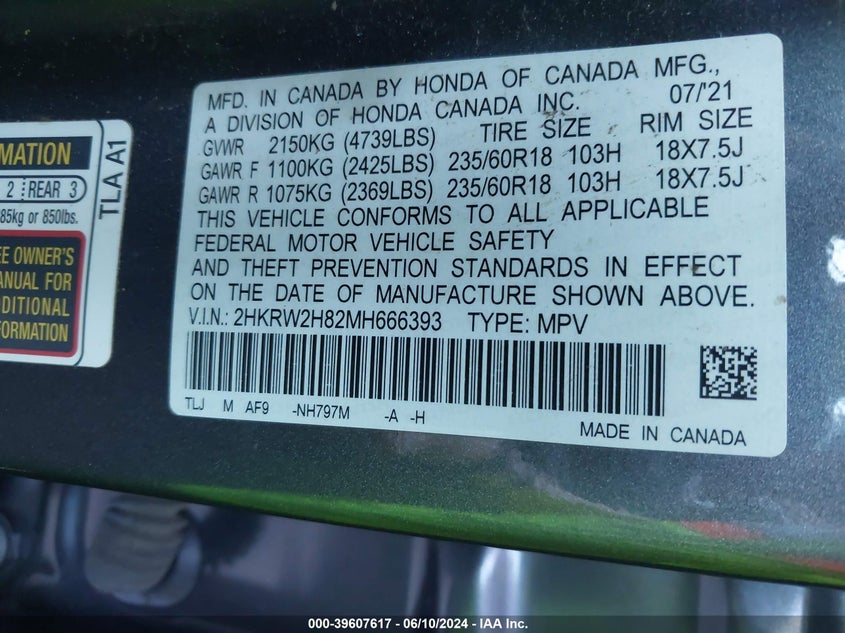 MFD. IN CANADA BY HONDA OF CANADA MFG.,
A DIVISION OF HONDA CANADA INC. 07/'21
GVWR 2150KG (4739LBS) TIRE SIZE RIM SIZE
GAWR F 1100KG (2425LBS) 235/60R18 103H 18X7.5J
GAWR R 1075KG (2369LBS) 235/60R18 103H 18X7.5J
THIS VEHICLE CONFORMS TO ALL APPLICABLE
FEDERAL MOTOR VEHICLE SAFETY
AND THEFT PREVENTION STANDARDS IN EFFECT
ON THE DATE OF MANUFACTURE SHOWN ABOVE.
V.I.N.: 2HKRW2H82MH666393 TYPE: MPV
TLJ M AF9 -NH797M -A -H
MADE IN CANADA
MATION
2 REAR 3
85kg or 850lbs.
EE OWNER'S
ANUAL FOR
DDITIONAL
FORMATION
TLA A1
000-39607617 - 06/10/2024 - IAA Inc.